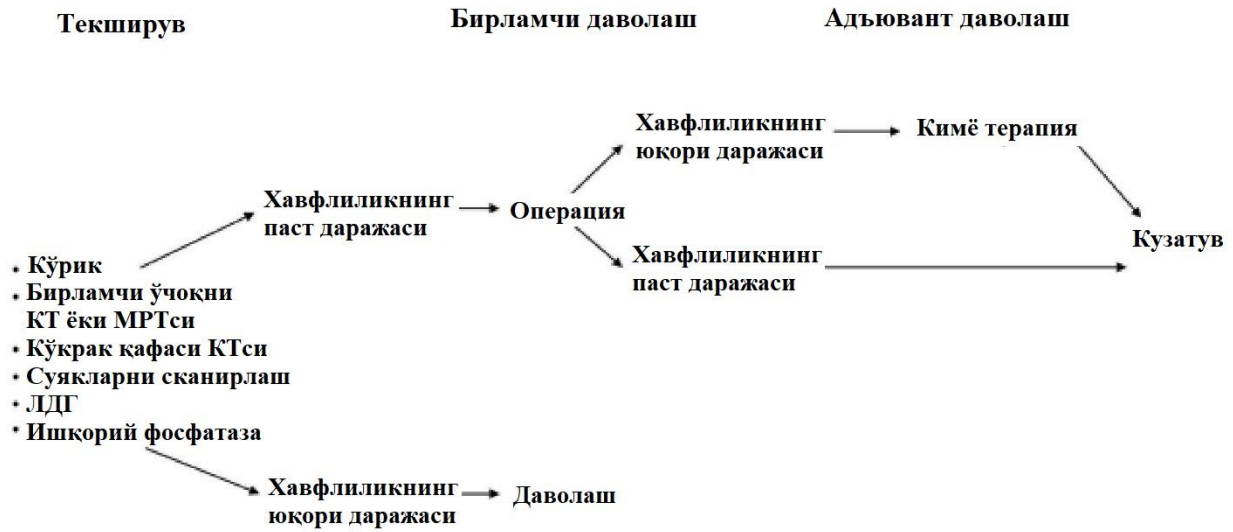 Текширув
Бирламчи даволаш
Адъювант даволаш
Хавфлиликнинг
юқори даражаси
Кимё терапия
Хавфлиликнинг
паст даражаси
Операция
Кузатув
Хавфлиликнинг
паст даражаси
• Кўрик
• Бирламчи ўчоқни
КТ ёки МРТси
• Кўкрак қафаси КТси
• Суякларни сканирлаш
• ЛДГ
• Ишқорий фосфатаза
Хавфлиликнинг
юқори даражаси
Даволаш